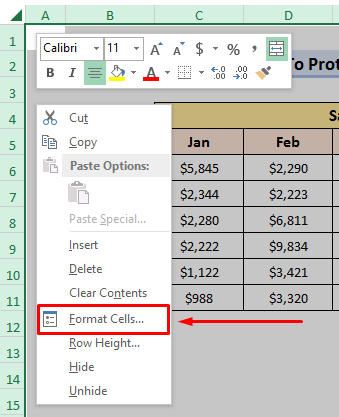 A B C D
1
Calibri 11 A A $ % ,
2 To Prot
A .00 .0
3
4 Cut Sa
5 Copy Jan Feb
Paste Options:
6 $5,845 $2,290
7 $2,344 $2,223
8 Paste Special... $2,280 $6,811
9 Insert $2,222 $9,834
10 Delete $1,122 $3,421
11 Clear Contents $988 $3,320
12 Format Cells...
13 Row Height...
14 Hide
Unhide
15